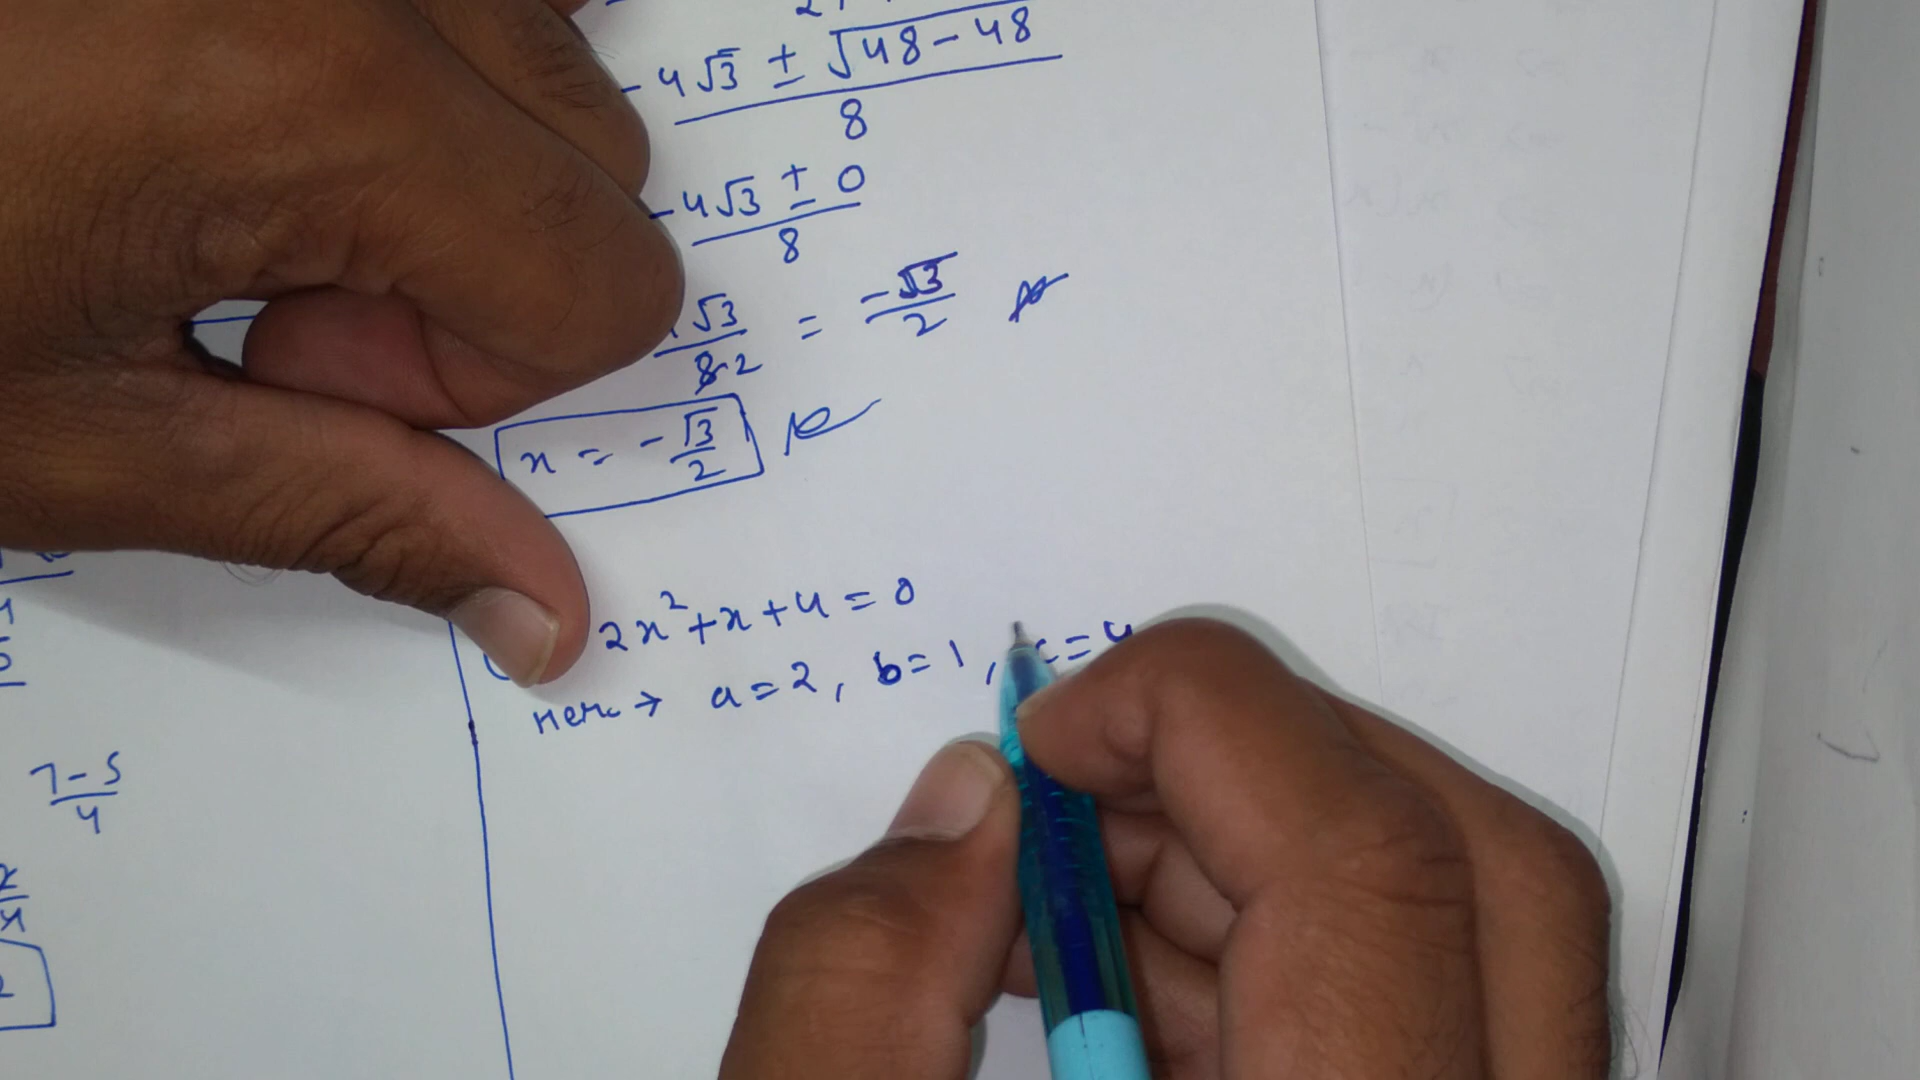 -4√3 ± √48-48
8
-4√3 ± 0
8
√3/8 2 = -√3/2
x = -√3/2
2x²+x+4=0
Here → a=2, b=1, c=4
7-5
4